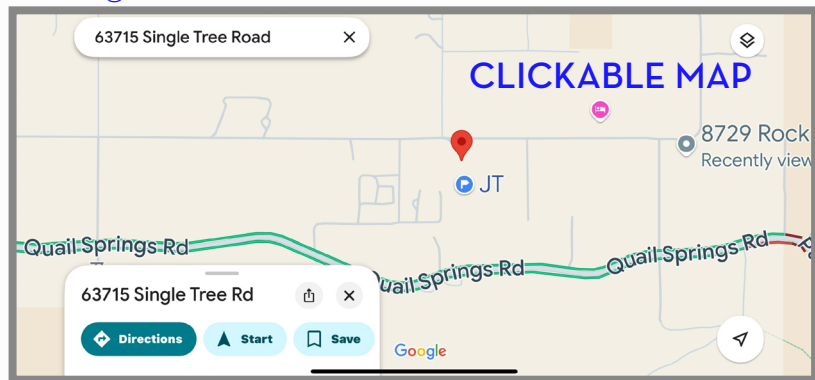 63715 Single Tree Road
CLICKABLE MAP
8729 Rock
Recently view
JT
Quail Springs Rd
Quail Springs Rd
Quail Springs Rd
63715 Single Tree Rd
Directions
Start
Save
Google